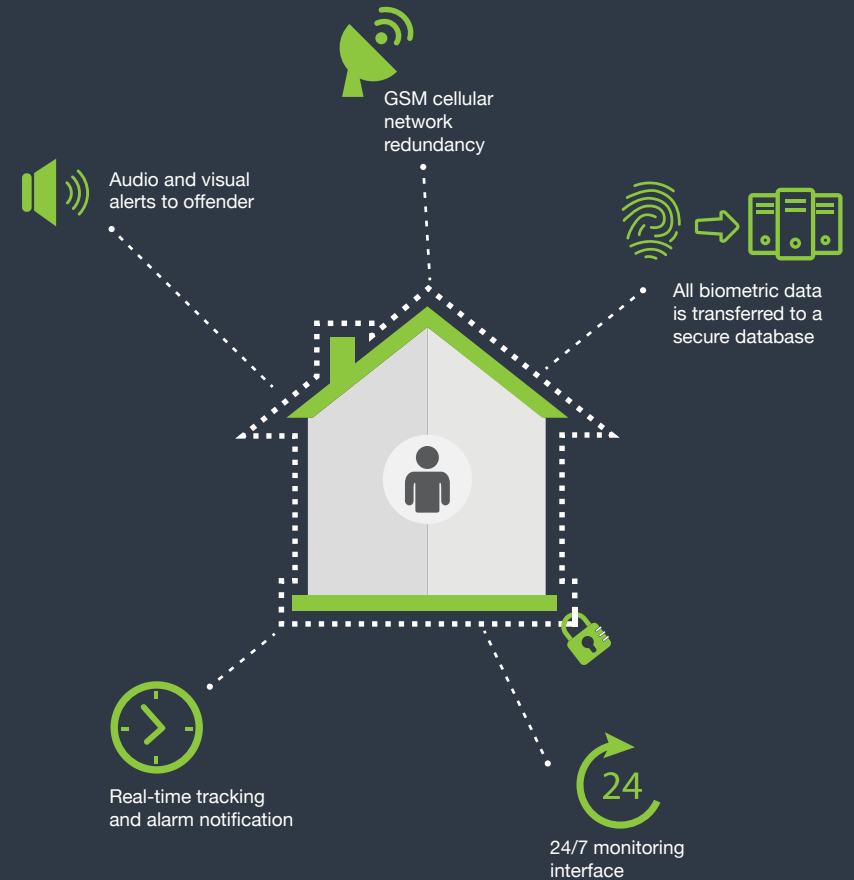 GSM cellular
network
redundancy
Audio and visual
alerts to offender
All biometric data
is transferred to a
secure database
Real-time tracking
and alarm notification
24
24/7 monitoring
interface